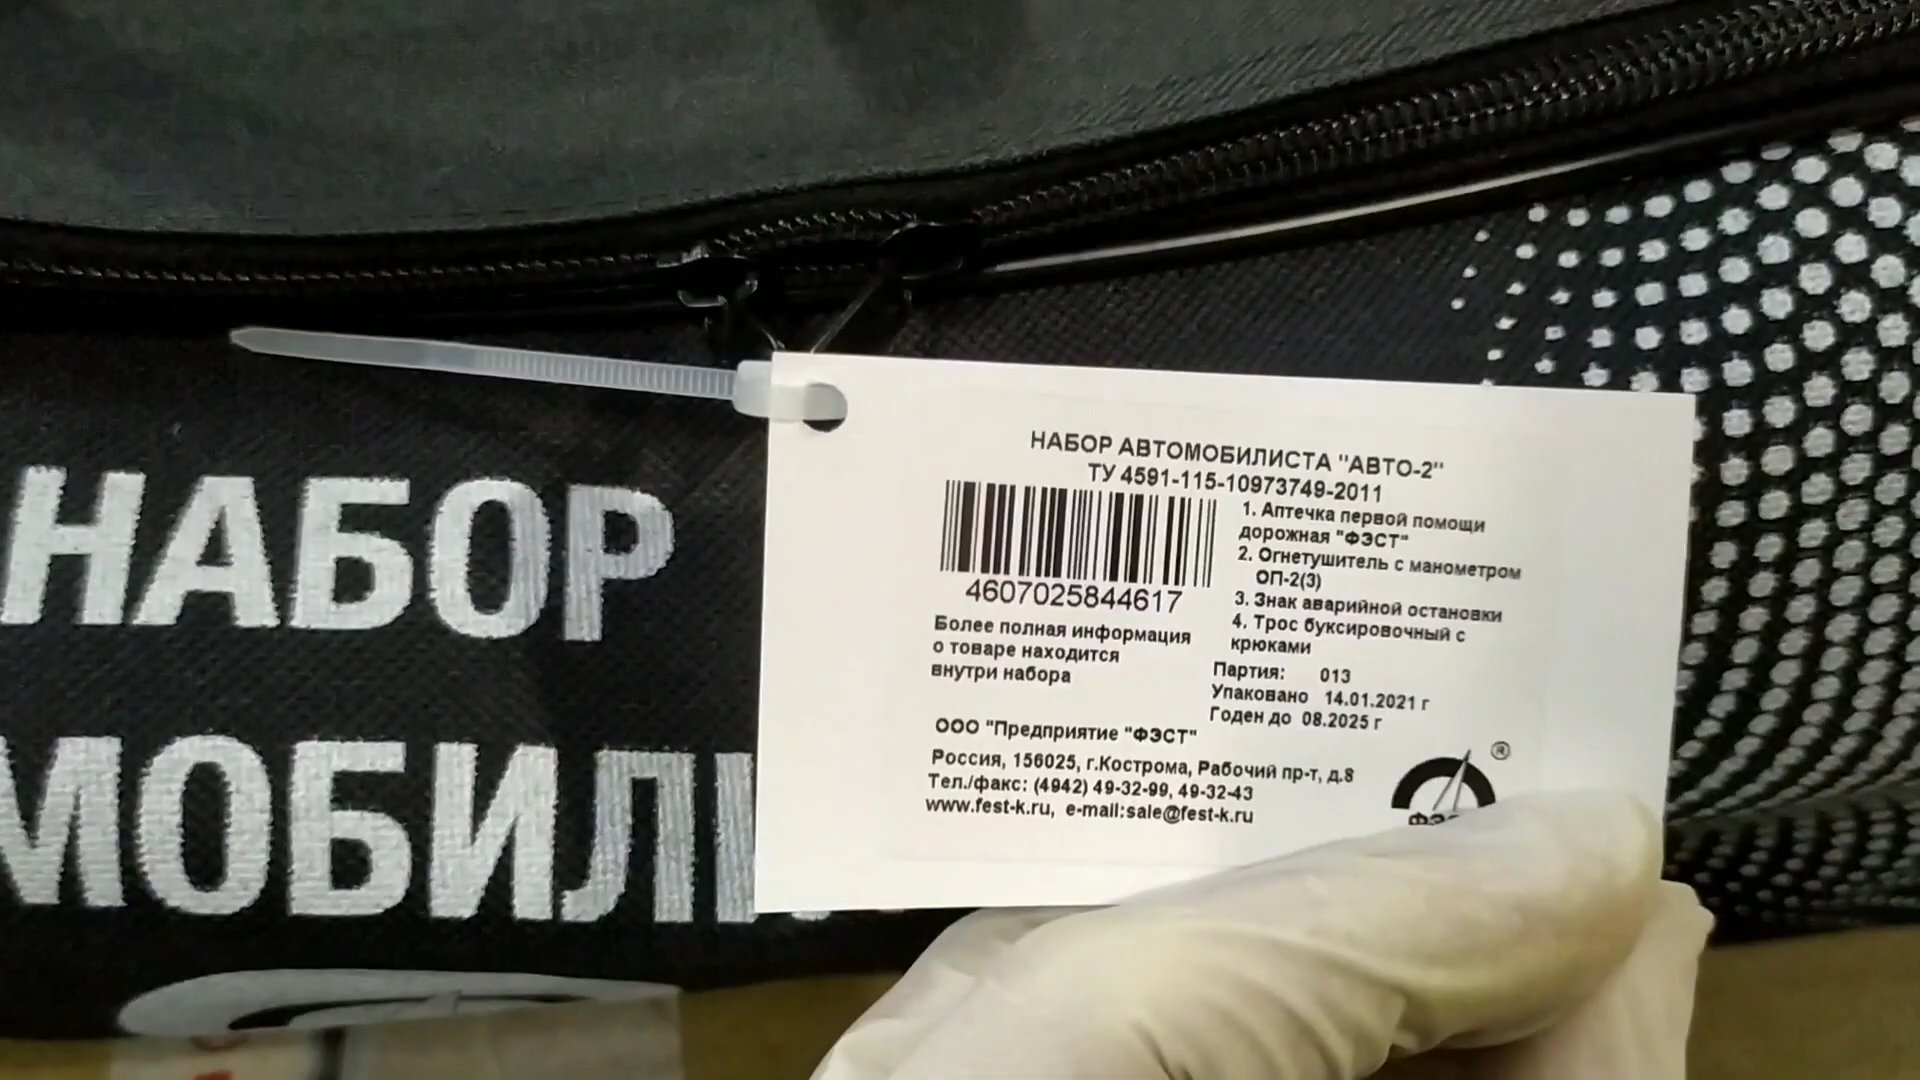 НАБОР
МОБИЛИ
НАБОР АВТОМОБИЛИСТА "АВТО-2"
ТУ 4591-115-10973749-2011
4607025844617
Более полная информация
о товаре находится
внутри набора
1. Аптечка первой помощи
дорожная "ФЭСТ"
2. Огнетушитель с манометром
ОП-2(3)
3. Знак аварийной остановки
4. Трос буксировочный с
крюками
Партия: 013
Упаковано 14.01.2021 г
Годен до 08.2025 г
ООО "Предприятие "ФЭСТ"
Россия, 156025, г.Кострома, Рабочий пр-т, д.8
Тел./факс: (4942) 49-32-99, 49-32-43
www.fest-k.ru, e-mail:sale@fest-k.ru
®